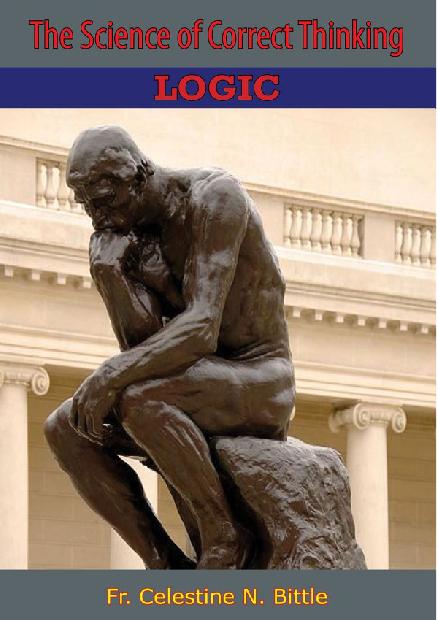 The Science of Correct Thinking
LOGIC
Fr. Celestine N. Bittle